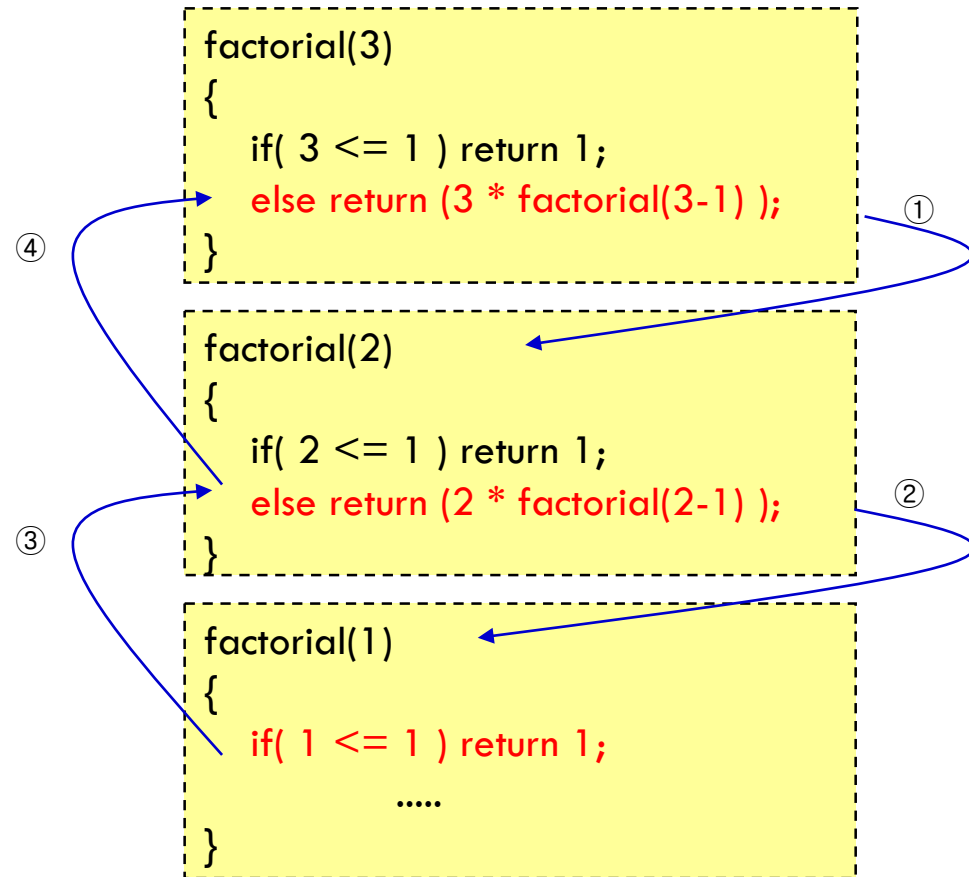 factorial(3)
{
if( 3 <= 1 ) return 1;
else return (3 * factorial(3-1) );
}
①
④
factorial(2)
{
if( 2 <= 1 ) return 1;
else return (2 * factorial(2-1) );
}
②
③
factorial(1)
{
if( 1 <= 1 ) return 1;
.....
}